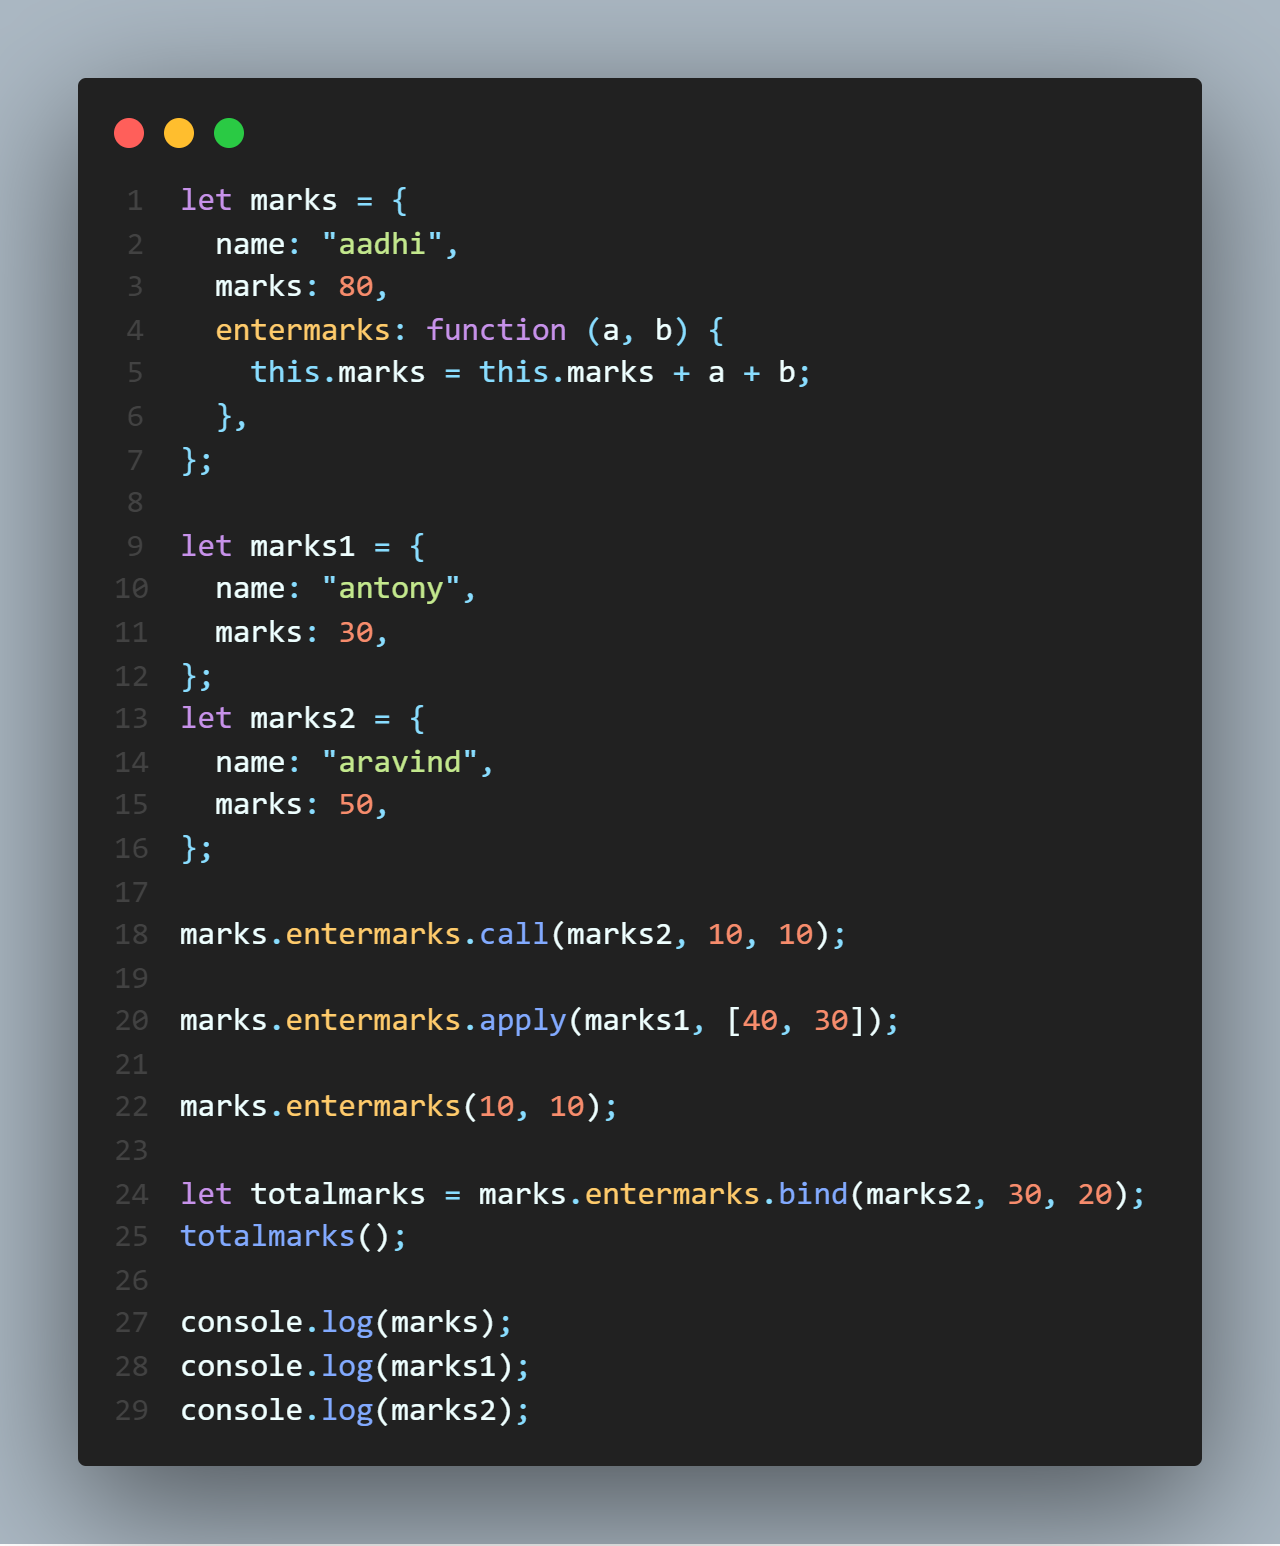 1 let marks = {
2   name: "aadhi",
3   marks: 80,
4   entermarks: function (a, b) {
5     this.marks = this.marks + a + b;
6   },
7 };
8
9 let marks1 = {
10   name: "antony",
11   marks: 30,
12 };
13 let marks2 = {
14   name: "aravind",
15   marks: 50,
16 };
17
18 marks.entermarks.call(marks2, 10, 10);
19
20 marks.entermarks.apply(marks1, [40, 30]);
21
22 marks.entermarks(10, 10);
23
24 let totalmarks = marks.entermarks.bind(marks2, 30, 20);
25 totalmarks();
26
27 console.log(marks);
28 console.log(marks1);
29 console.log(marks2);